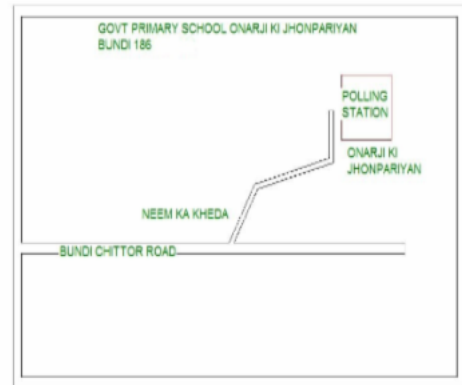 GOVT PRIMARY SCHOOL ONARJI KI JHONPARIYAN
BUNDI 186
POLLING
STATION
ONARJI KI
JHONPARIYAN
NEEM KA KHEDA
BUNDI CHITTOR ROAD